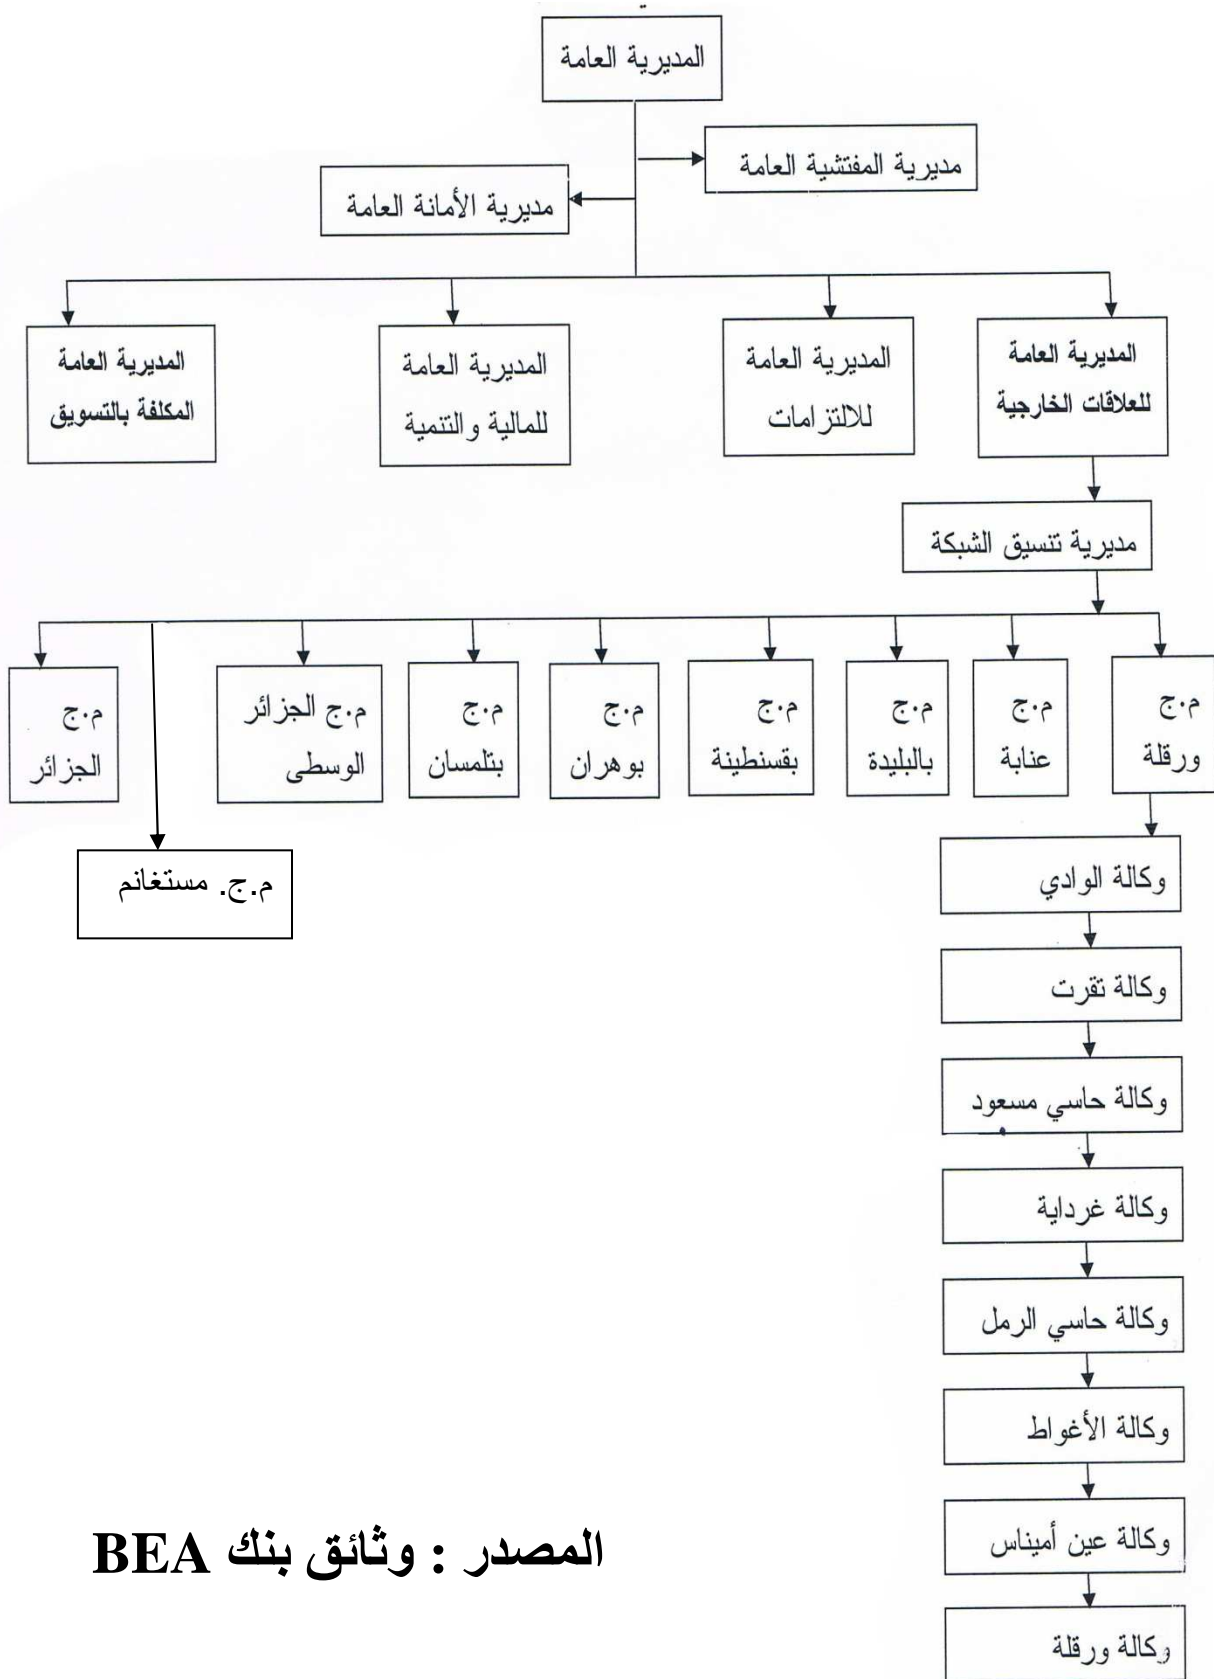 المديرية العامة
مديرية المفتشية العامة
مديرية الأمانة العامة
المديرية العامة
للعلاقات الخارجية
المديرية العامة
للالتزامات
المديرية العامة
للمالية والتنمية
المديرية العامة
المكلفة بالتسويق
مديرية تنسيق الشبكة
م.ج
ورقلة
م.ج
عنابة
م.ج
بالبليدة
م.ج
بقسنطينة
م.ج
بوهران
م.ج
بتلمسان
م.ج الجزائر
الوسطى
م.ج
الجزائر
م.ج. مستغانم
وكالة الوادي
وكالة تقرت
وكالة حاسي مسعود
وكالة غرداية
وكالة حاسي الرمل
وكالة الأغواط
وكالة عين أميناس
وكالة ورقلة
المصدر : وثائق بنك BEA